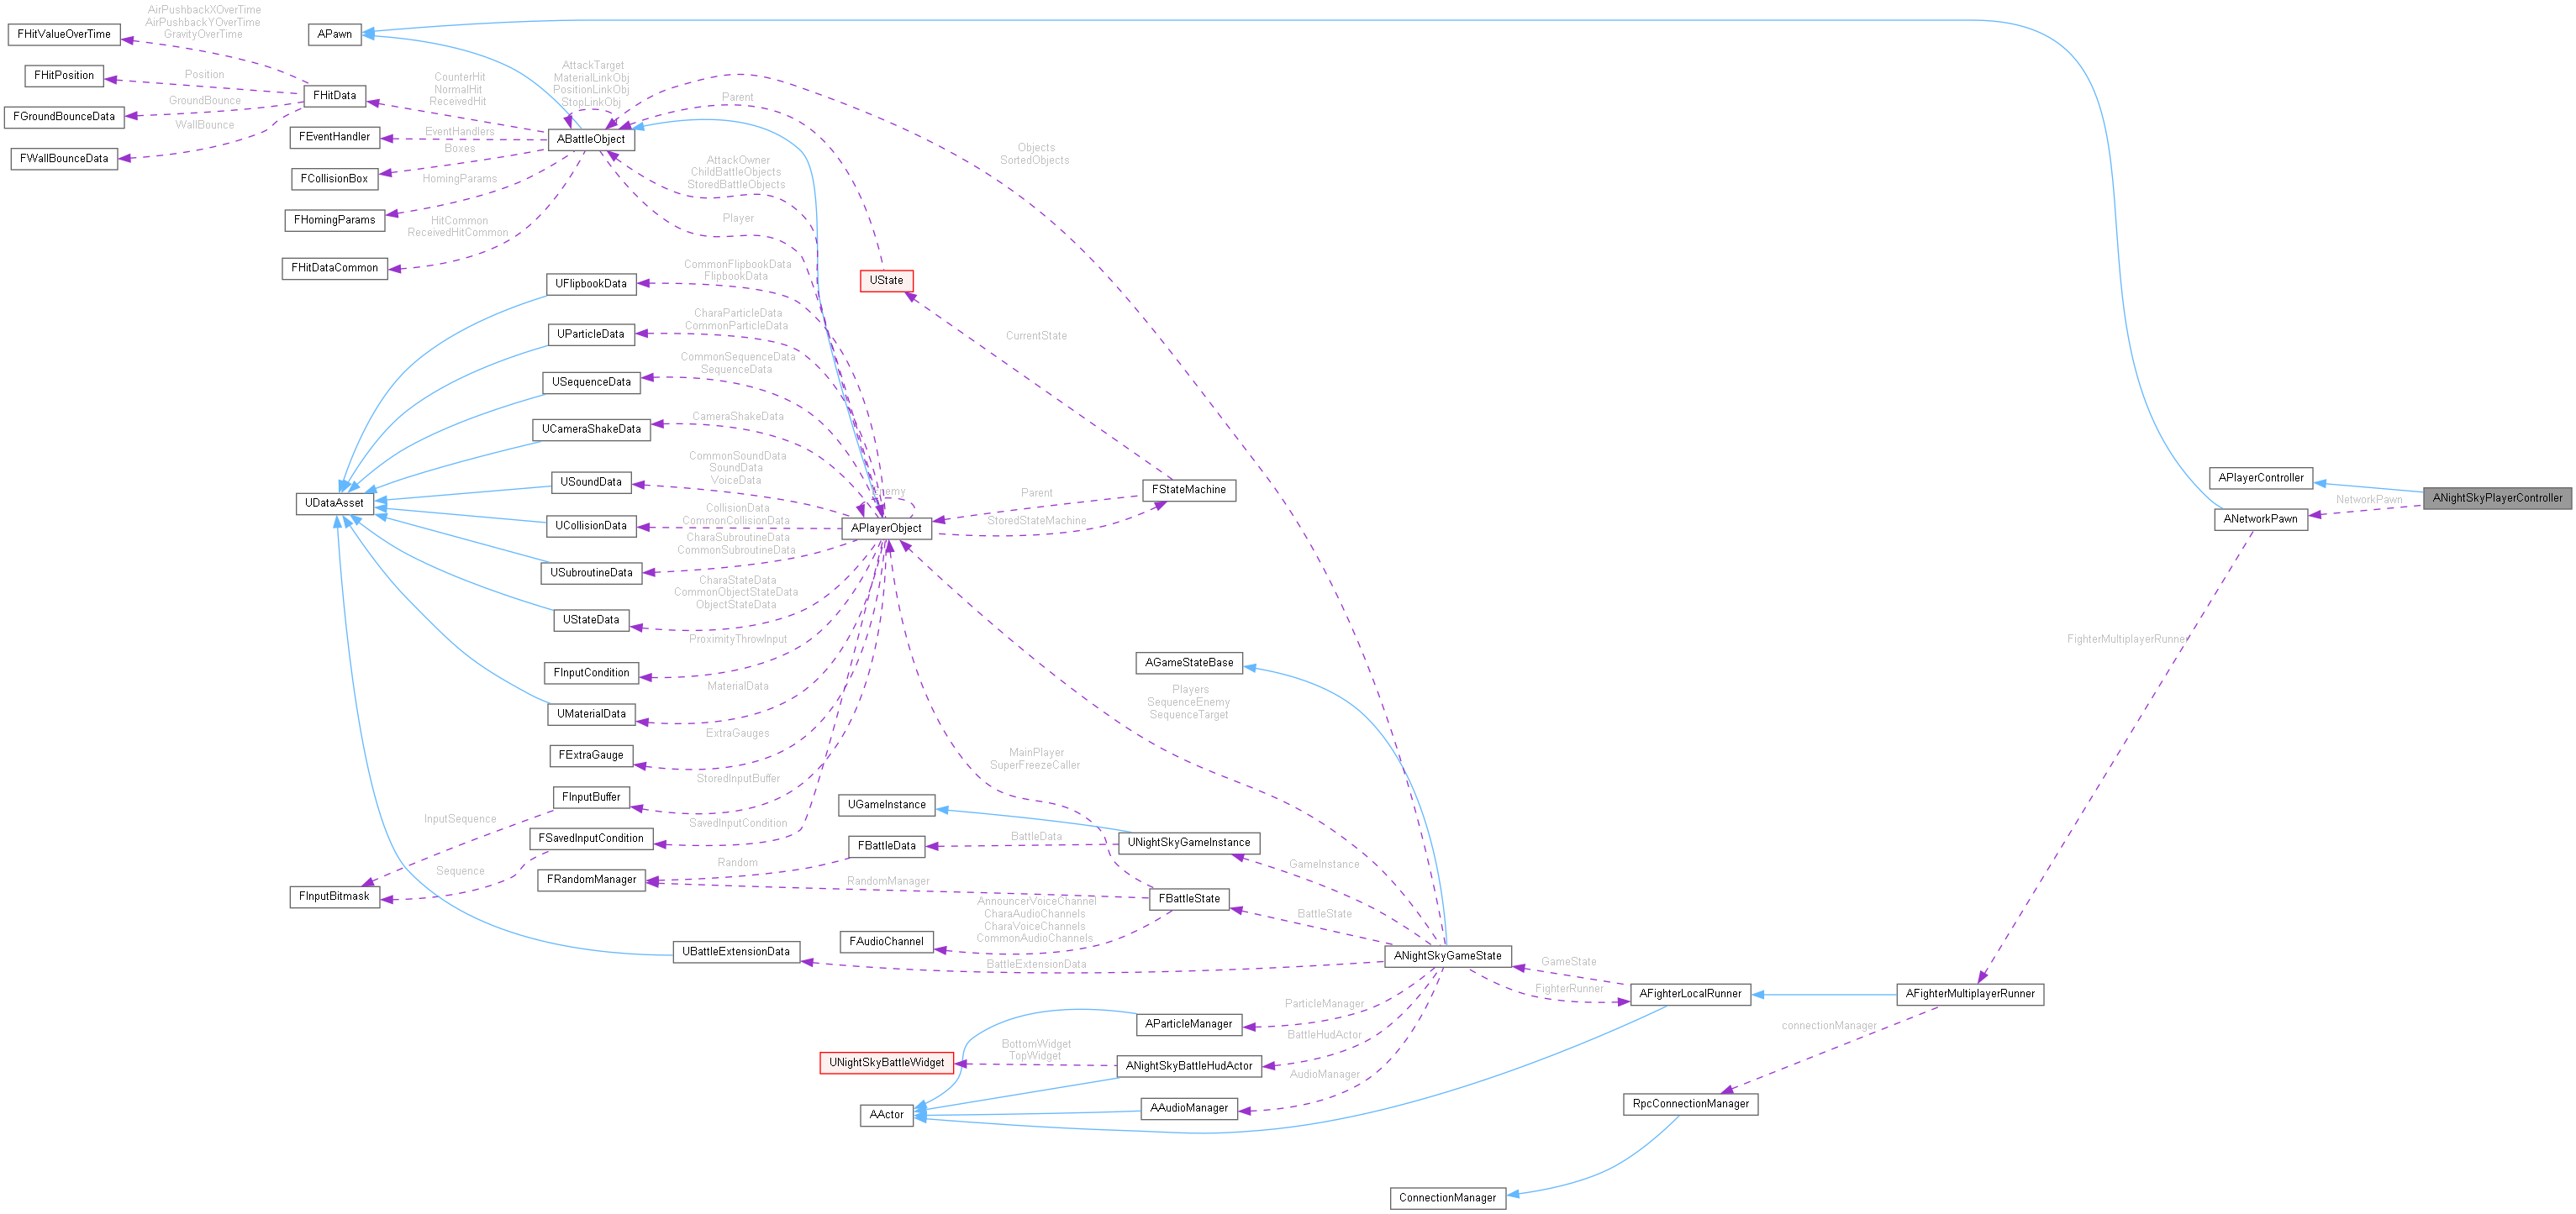 AirPushbackXOverTime
AirPushbackYOverTime
GravityOverTime
FHitValueOverTime
APawn
FHitPosition
Position
FHitData
GroundBounce
FGroundBounceData
WallBounce
FWallBounceData
CounterHit
NormalHit
ReceivedHit
AttackTarget
MaterialLinkObj
PositionLinkObj
StopLinkObj
Parent
FEventHandler
EventHandlers
ABattleObject
Boxes
FCollisionBox
HomingParams
FHomingParams
HitCommon
ReceivedHitCommon
FHitDataCommon
AttackOwner
ChildBattleObjects
StoredBattleObjects
Player
Objects
SortedObjects
CommonFlipbookData
FlipbookData
UFlipbookData
UState
CharaParticleData
CommonParticleData
UParticleData
CurrentState
CommonSequenceData
SequenceData
USequenceData
CameraShakeData
UCameraShakeData
CommonSoundData
SoundData
VoiceData
USoundData
UDataAsset
Enemy
Parent
FStateMachine
StoredStateMachine
APlayerObject
CollisionData
CommonCollisionData
UCollisionData
CharaSubroutineData
CommonSubroutineData
USubroutineData
CharaStateData
CommonObjectStateData
ObjectStateData
UStateData
ProximityThrowInput
FInputCondition
MaterialData
UMaterialData
ExtraGauges
FExtraGauge
StoredInputBuffer
FInputBuffer
SavedInputCondition
FSavedInputCondition
InputSequence
Sequence
FInputBitmask
APlayerController
ANightSkyPlayerController
NetworkPawn
ANetworkPawn
FighterMultiplayerRunner
AGameStateBase
Players
SequenceEnemy
SequenceTarget
MainPlayer
SuperFreezeCaller
UGameInstance
UNightSkyGameInstance
BattleData
FBattleData
GameInstance
Random
FRandomManager
RandomManager
FBattleState
BattleState
AnnouncerVoiceChannel
CharaAudioChannels
CharaVoiceChannels
CommonAudioChannels
FAudioChannel
UBattleExtensionData
BattleExtensionData
ANightSkyGameState
GameState
FighterRunner
AFighterLocalRunner
AFighterMultiplayerRunner
ParticleManager
AParticleManager
BattleHudActor
ANightSkyBattleHudActor
BottomWidget
TopWidget
UNightSkyBattleWidget
AudioManager
AAudioManager
AActor
connectionManager
RpcConnectionManager
ConnectionManager